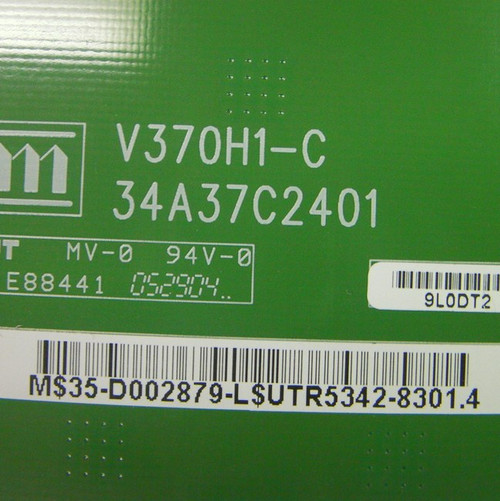 V370H1-C
34A37C2401
MV-0 94V-0
E88441 052904..
9L0DT2
M$35-D002879-L$UTR5342-8301.4